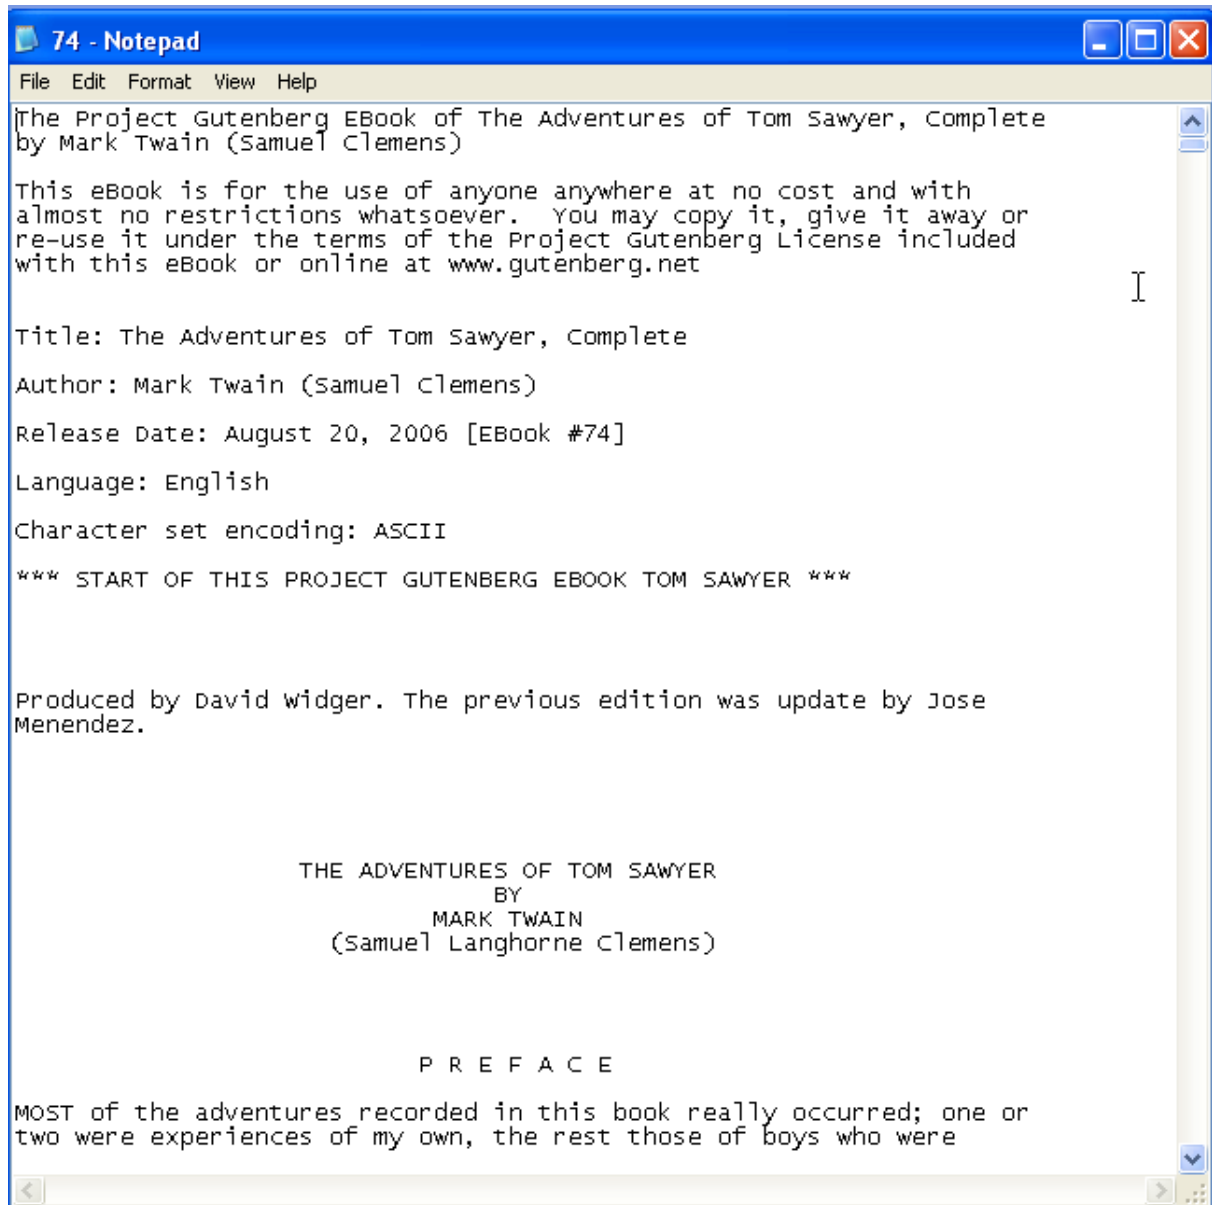 74 - Notepad
File Edit Format View Help
The Project Gutenberg EBook of The Adventures of Tom Sawyer, Complete
by Mark Twain (Samuel Clemens)
This eBook is for the use of anyone anywhere at no cost and with
almost no restrictions whatsoever.  You may copy it, give it away or
re-use it under the terms of the Project Gutenberg License included
with this eBook or online at www.gutenberg.net
Title: The Adventures of Tom Sawyer, Complete
Author: Mark Twain (Samuel Clemens)
Release Date: August 20, 2006 [EBook #74]
Language: English
Character set encoding: ASCII
*** START OF THIS PROJECT GUTENBERG EBOOK TOM SAWYER ***
Produced by David Widger. The previous edition was update by Jose
Menendez.
THE ADVENTURES OF TOM SAWYER
BY
MARK TWAIN
(Samuel Langhorne Clemens)
P R E F A C E
MOST of the adventures recorded in this book really occurred; one or
two were experiences of my own, the rest those of boys who were